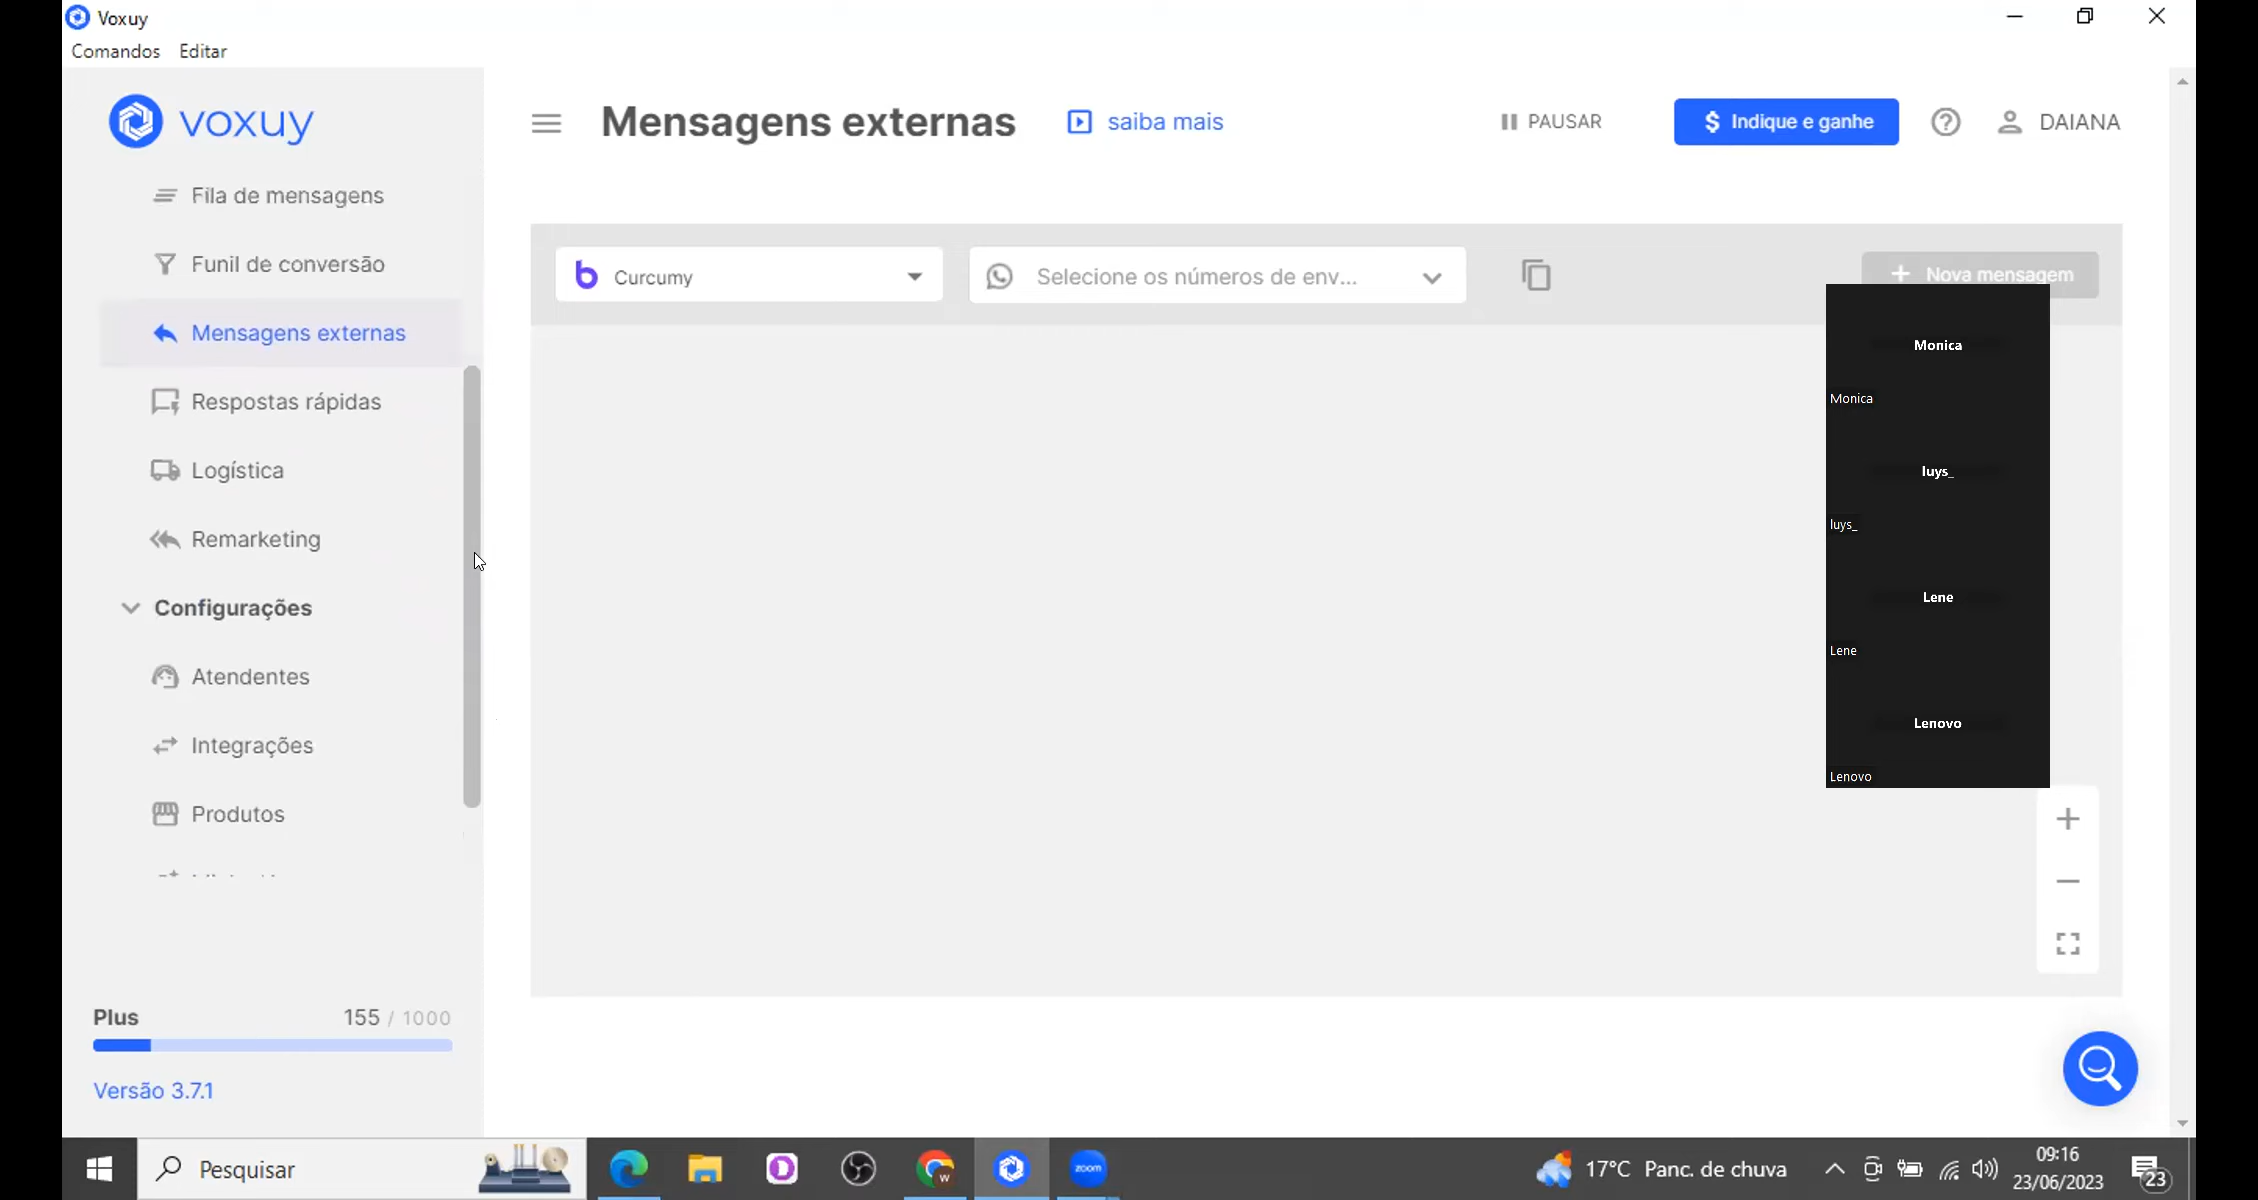 Voxuy
Comandos Editar
voxuy
Mensagens externas
saiba mais
PAUSAR
$ Indique e ganhe
DAIANA
Fila de mensagens
Funil de conversão
Mensagens externas
Respostas rápidas
Logística
Remarketing
Configurações
Atendentes
Integrações
Produtos
Plus 155 / 1000
Versão 3.7.1
b Curcumy
Selecione os números de env...
+ Nova mensagem
Monica
Monica
luys_
luys_
Lene
Lene
Lenovo
Lenovo
Pesquisar
W
zoom
17°C Panc. de chuva
09:16
23/06/2023
23